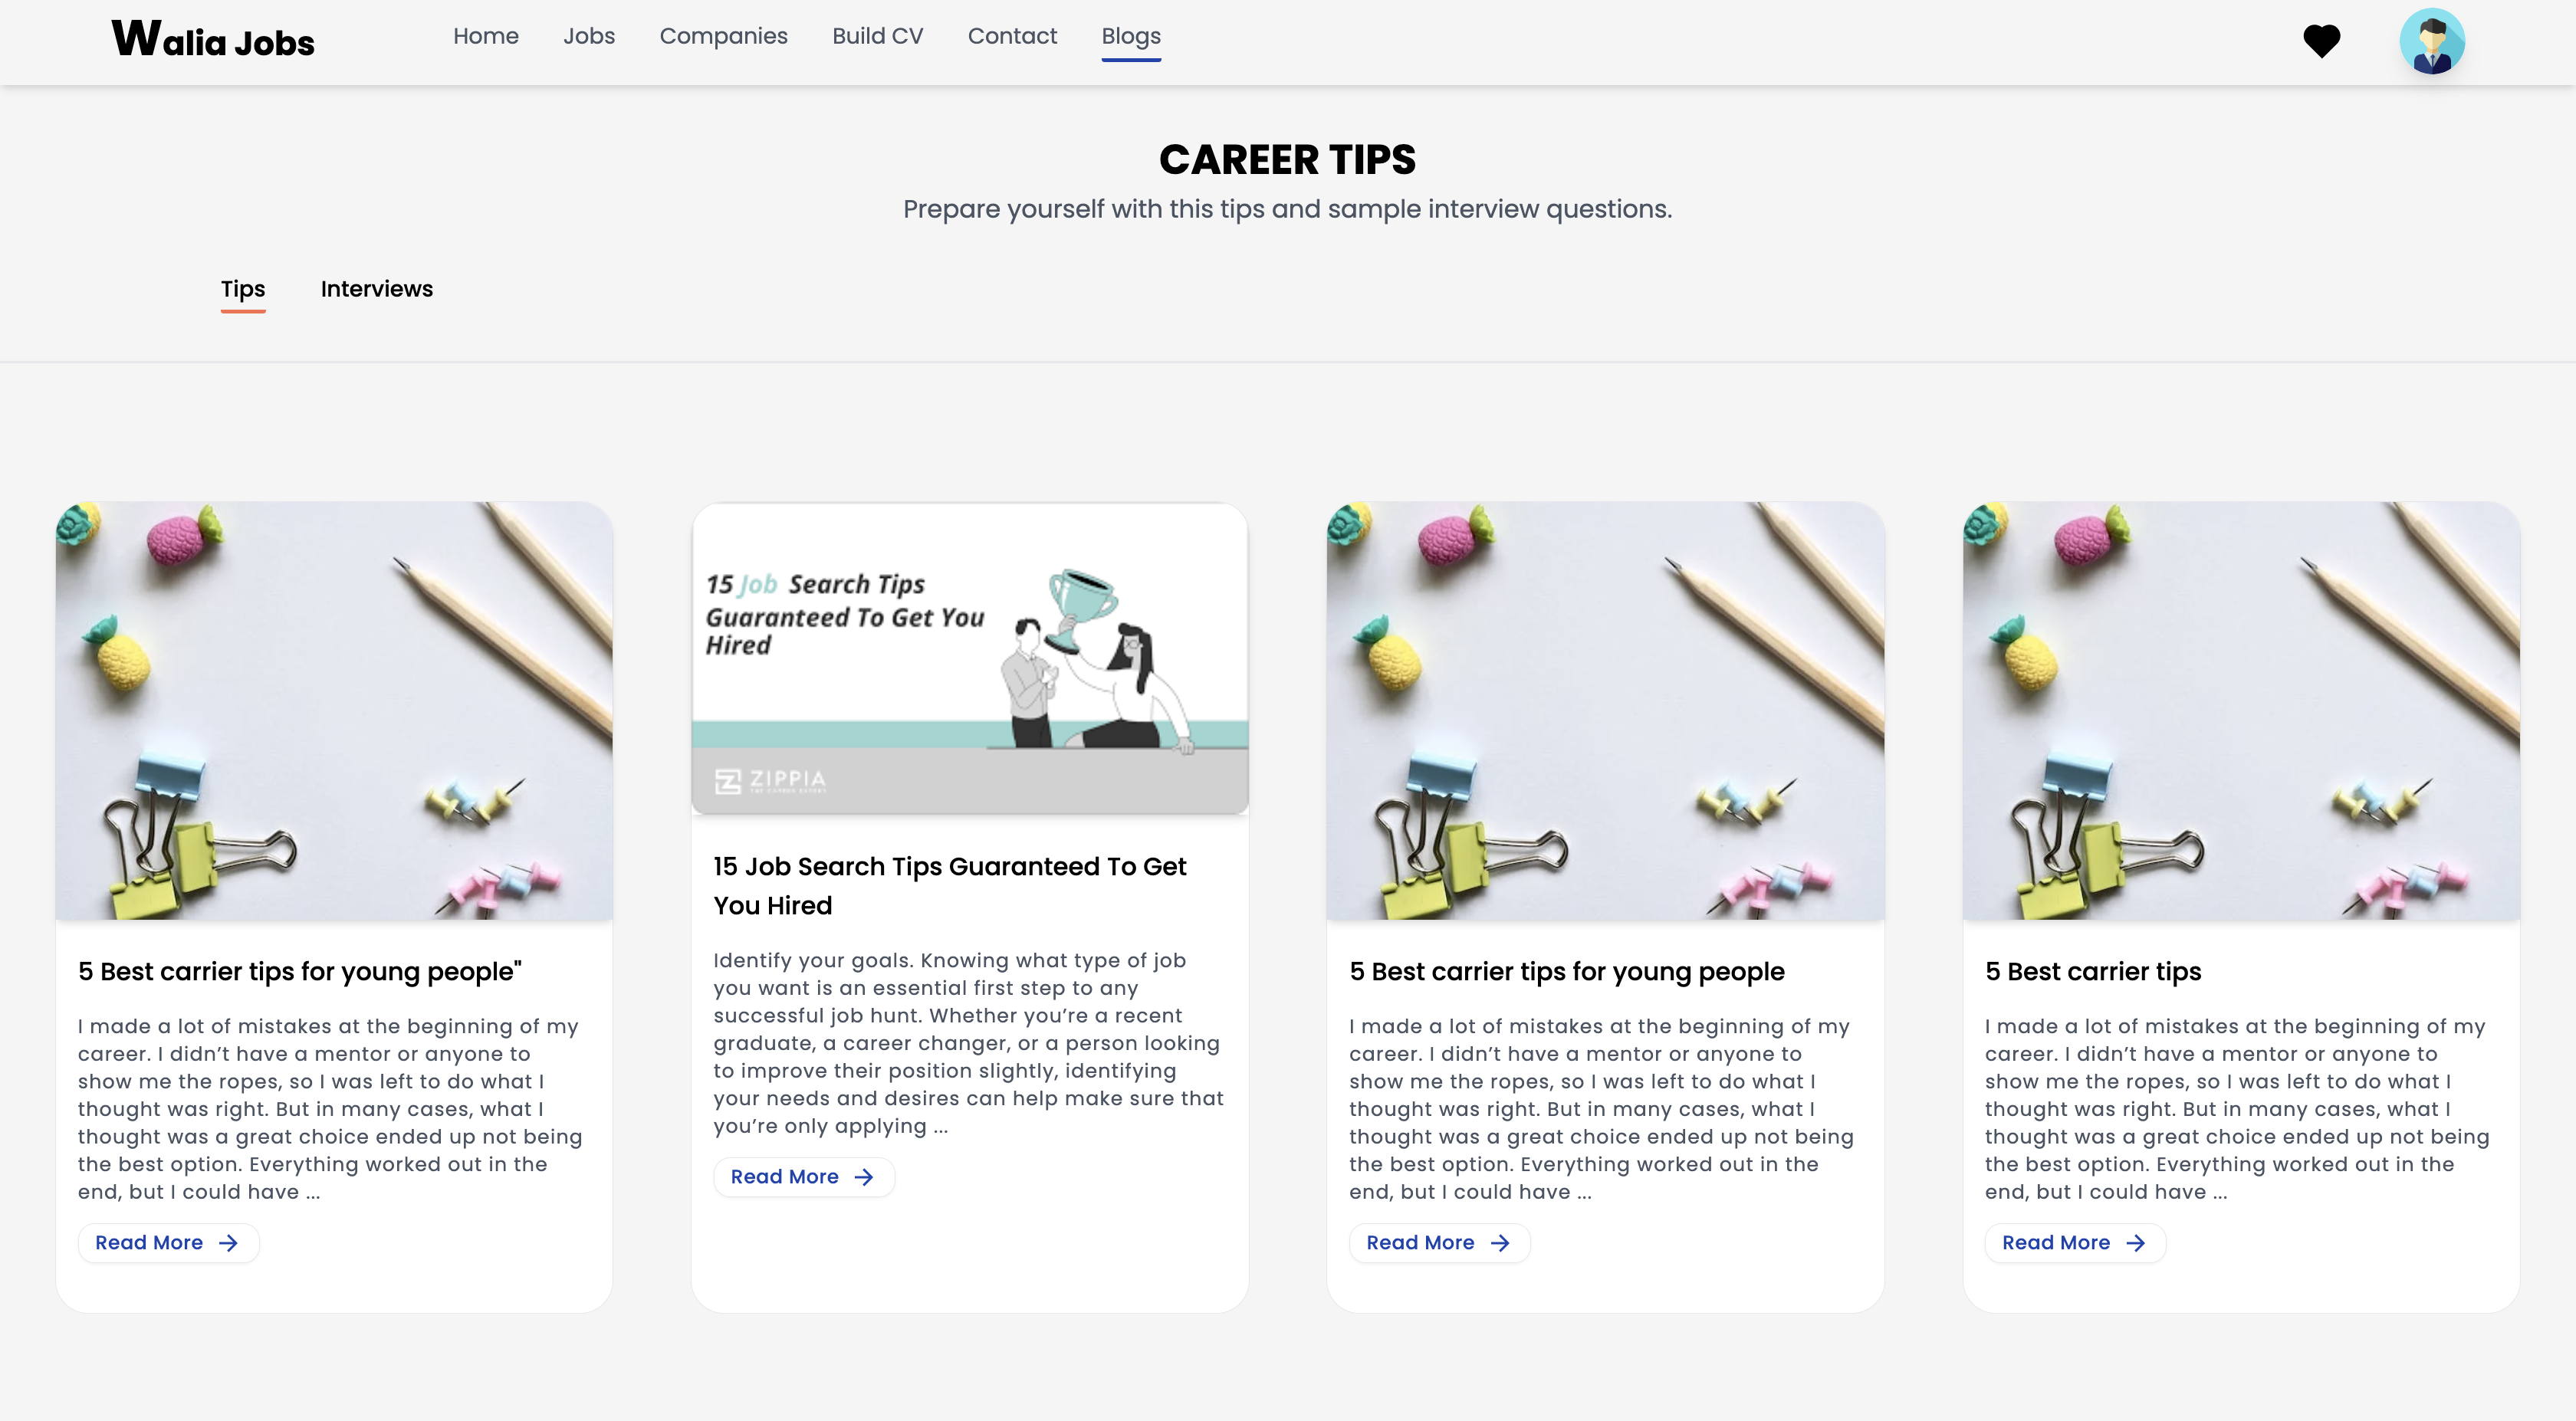 Walia Jobs
Home
Jobs
Companies
Build CV
Contact
Blogs
CAREER TIPS
Prepare yourself with this tips and sample interview questions.
Tips
Interviews
5 Best carrier tips for young people"
I made a lot of mistakes at the beginning of my
career. I didn’t have a mentor or anyone to
show me the ropes, so I was left to do what I
thought was right. But in many cases, what I
thought was a great choice ended up not being
the best option. Everything worked out in the
end, but I could have ...
Read More
15 Job Search Tips
Guaranteed To Get You
Hired
ZIPPIA
15 Job Search Tips Guaranteed To Get
You Hired
Identify your goals. Knowing what type of job
you want is an essential first step to any
successful job hunt. Whether you’re a recent
graduate, a career changer, or a person looking
to improve their position slightly, identifying
your needs and desires can help make sure that
you’re only applying ...
Read More
5 Best carrier tips for young people
I made a lot of mistakes at the beginning of my
career. I didn’t have a mentor or anyone to
show me the ropes, so I was left to do what I
thought was right. But in many cases, what I
thought was a great choice ended up not being
the best option. Everything worked out in the
end, but I could have ...
Read More
5 Best carrier tips
I made a lot of mistakes at the beginning of my
career. I didn’t have a mentor or anyone to
show me the ropes, so I was left to do what I
thought was right. But in many cases, what I
thought was a great choice ended up not being
the best option. Everything worked out in the
end, but I could have ...
Read More